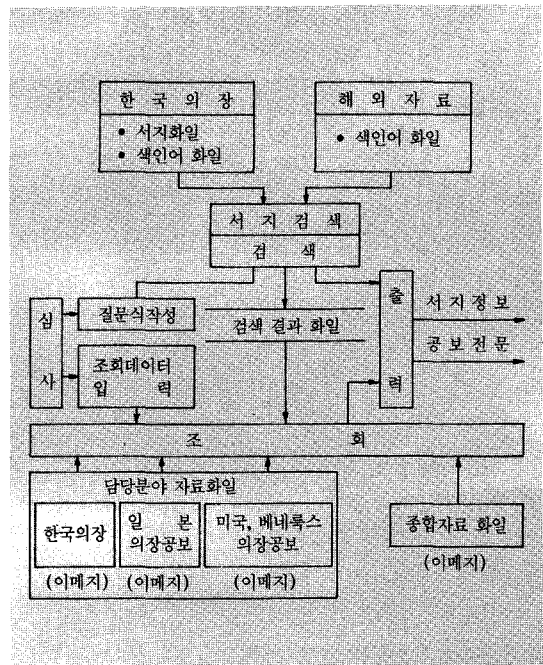 한 국 의 장
• 서지화일
• 색인어 화일
해 외 자 료
• 색인어 화일
서 지 검 색
검 색
심 사
질문식작성
조회데이터
입 력
검색 결과 화일
출 력
서 지 정 보
공 보 전 문
조 회
담당분야 자료화일
한국의장
(이메지)
일 본
의장공보
(이메지)
미국, 베네룩스
의장공보
(이메지)
종합자료 화일
(이메지)